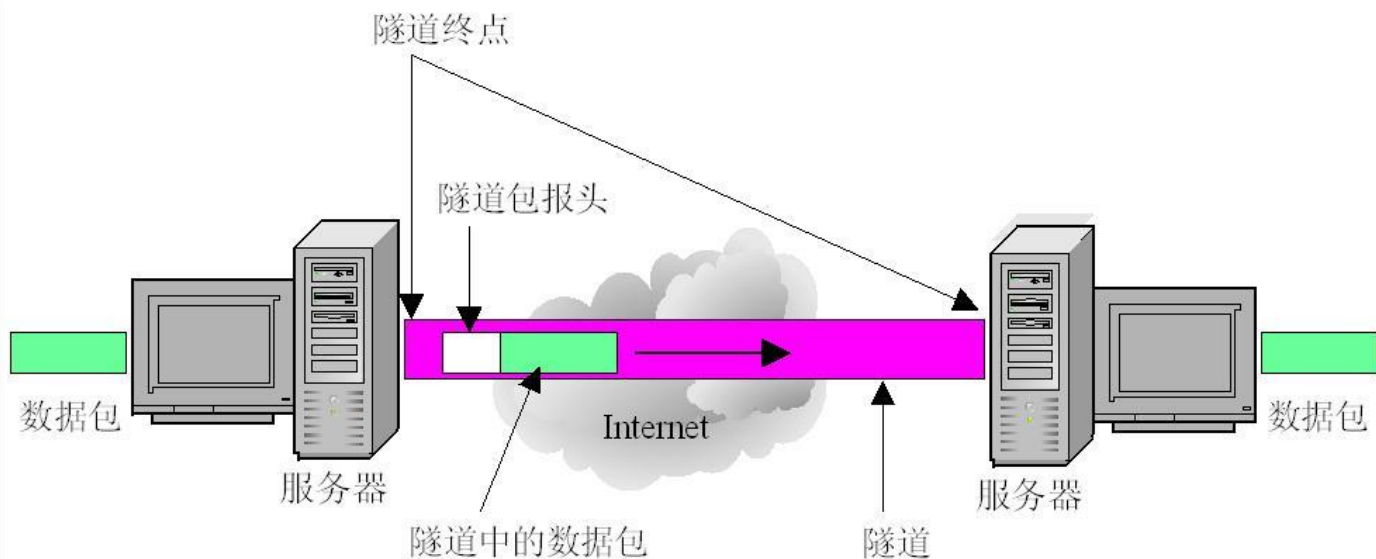 隧道终点
隧道包报头
Internet
数据包
数据包
服务器
服务器
隧道中的数据包
隧道